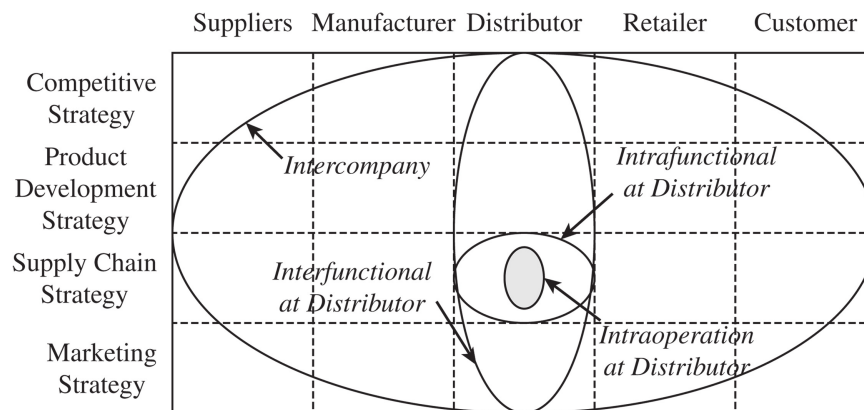 Suppliers Manufacturer Distributor Retailer Customer
Competitive
Strategy
Product
Development
Strategy
Supply Chain
Strategy
Marketing
Strategy
Intercompany
Intrafunctional
at Distributor
Interfunctional
at Distributor
Intraoperation
at Distributor